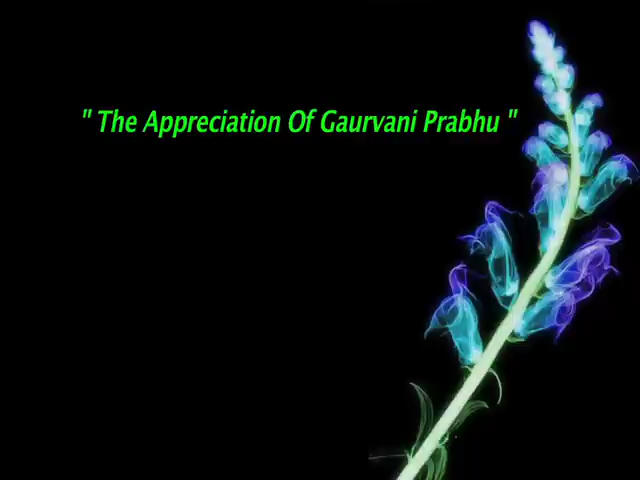 " The Appreciation Of Gaurvani Prabhu "